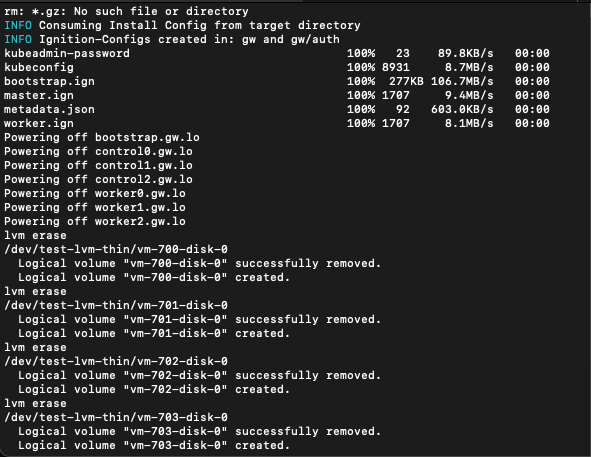 rm: *.gz: No such file or directory
INFO Consuming Install Config from target directory
INFO Ignition-Configs created in: gw and gw/auth
kubeadmin-password 100% 23 89.8KB/s 00:00
kubeconfig 100% 8931 8.7MB/s 00:00
bootstrap.ign 100% 277KB 106.7MB/s 00:00
master.ign 100% 1707 9.4MB/s 00:00
metadata.json 100% 92 603.0KB/s 00:00
worker.ign 100% 1707 8.1MB/s 00:00
Powering off bootstrap.gw.lo
Powering off control0.gw.lo
Powering off control1.gw.lo
Powering off control2.gw.lo
Powering off worker0.gw.lo
Powering off worker1.gw.lo
Powering off worker2.gw.lo
lvm erase
/dev/test-lvm-thin/vm-700-disk-0
Logical volume "vm-700-disk-0" successfully removed.
Logical volume "vm-700-disk-0" created.
lvm erase
/dev/test-lvm-thin/vm-701-disk-0
Logical volume "vm-701-disk-0" successfully removed.
Logical volume "vm-701-disk-0" created.
lvm erase
/dev/test-lvm-thin/vm-702-disk-0
Logical volume "vm-702-disk-0" successfully removed.
Logical volume "vm-702-disk-0" created.
lvm erase
/dev/test-lvm-thin/vm-703-disk-0
Logical volume "vm-703-disk-0" successfully removed.
Logical volume "vm-703-disk-0" created.